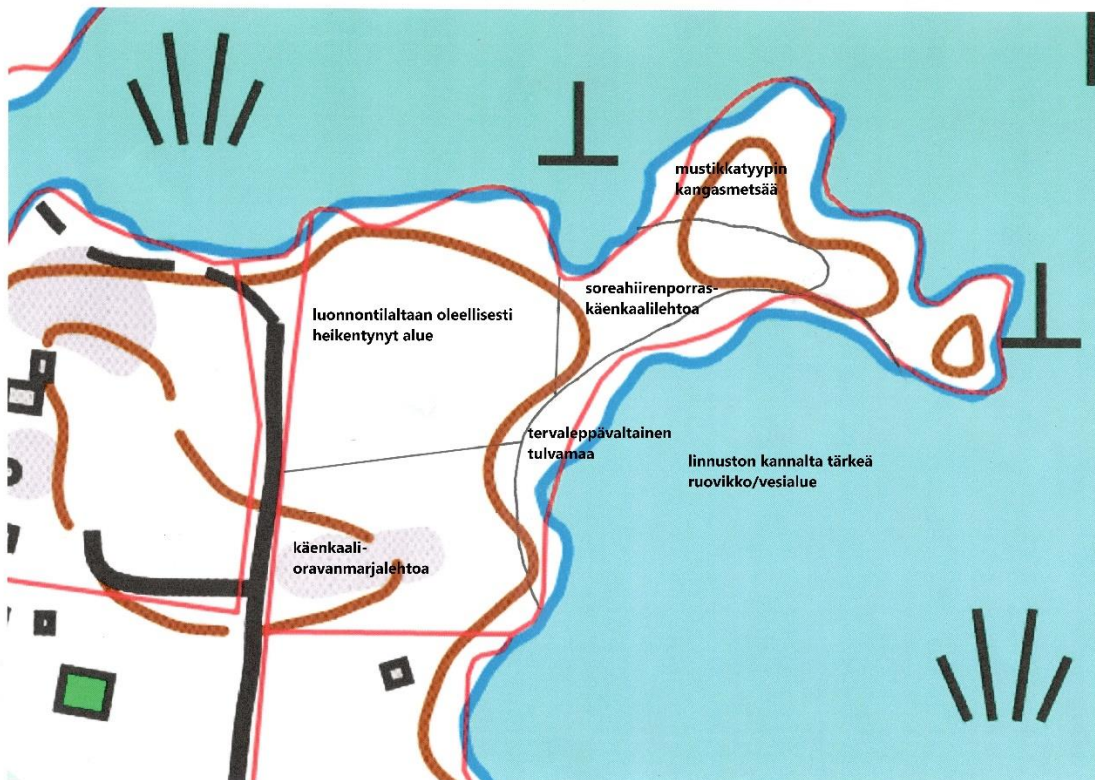 mustikkatyypin
kangasmetsää
soreahiirenporras-
käenkaalilehtoa
luonnontilaltaan oleellisesti
heikentynyt alue
tervaleppävaltainen
tulvamaa
linnuston kannalta tärkeä
ruovikko/vesialue
käenkaali-
oravanmarjalehtoa